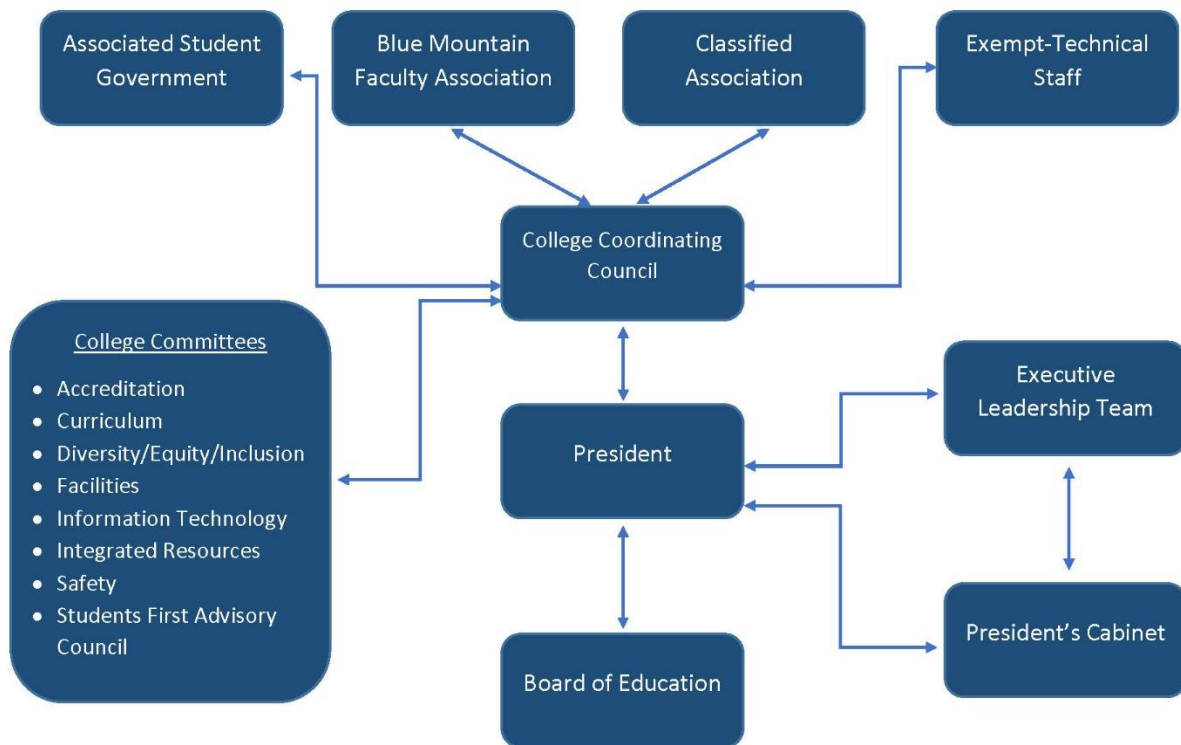 Associated Student
Government
Blue Mountain
Faculty Association
Classified
Association
Exempt-Technical
Staff
College Coordinating
Council
College Committees
• Accreditation
• Curriculum
• Diversity/Equity/Inclusion
• Facilities
• Information Technology
• Integrated Resources
• Safety
• Students First Advisory
Council
President
Executive
Leadership Team
Board of Education
President’s Cabinet